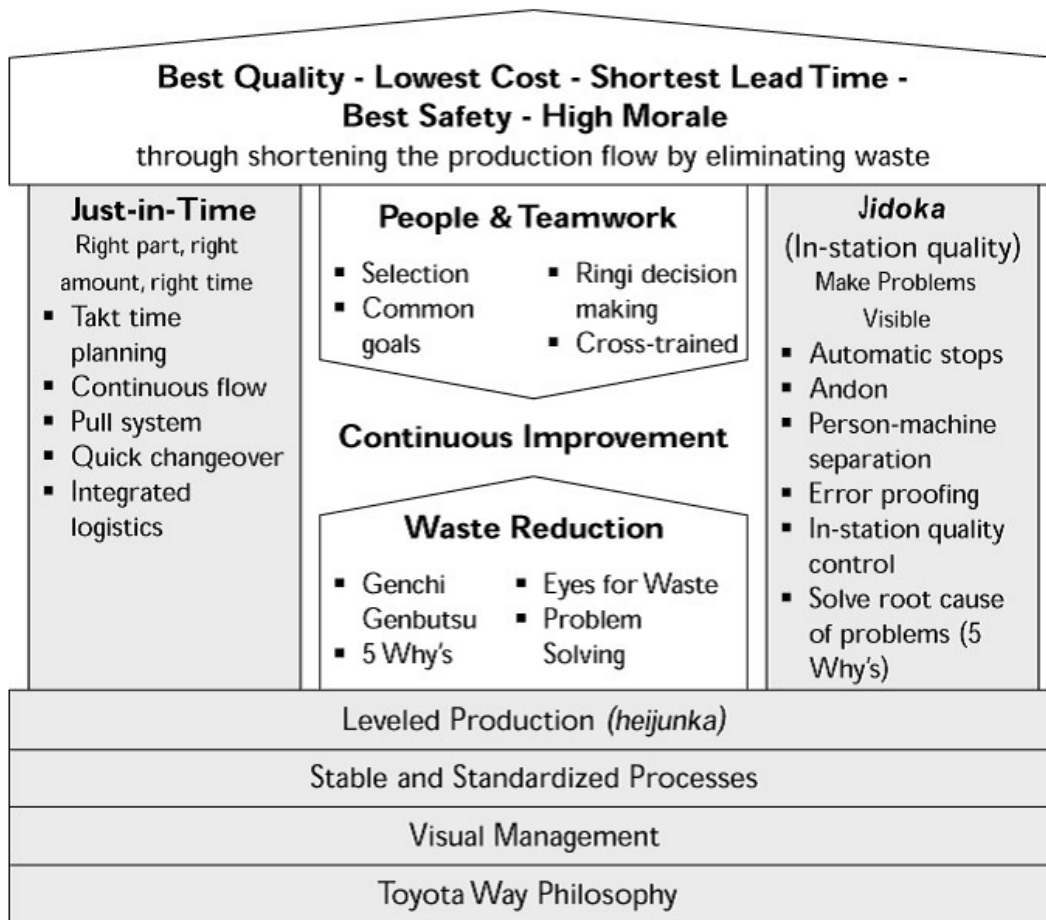 Best Quality - Lowest Cost - Shortest Lead Time -
Best Safety - High Morale
through shortening the production flow by eliminating waste
Just-in-Time
Right part, right
amount, right time
▪ Takt time
planning
▪ Continuous flow
▪ Pull system
▪ Quick changeover
▪ Integrated
logistics
People & Teamwork
▪ Selection
▪ Common
goals
▪ Ringi decision
making
▪ Cross-trained
Continuous Improvement
Waste Reduction
▪ Genchi
Genbutsu
▪ 5 Why's
▪ Eyes for Waste
▪ Problem
Solving
Jidoka
(In-station quality)
Make Problems
Visible
▪ Automatic stops
▪ Andon
▪ Person-machine
separation
▪ Error proofing
▪ In-station quality
control
▪ Solve root cause
of problems (5
Why's)
Leveled Production (heijunka)
Stable and Standardized Processes
Visual Management
Toyota Way Philosophy